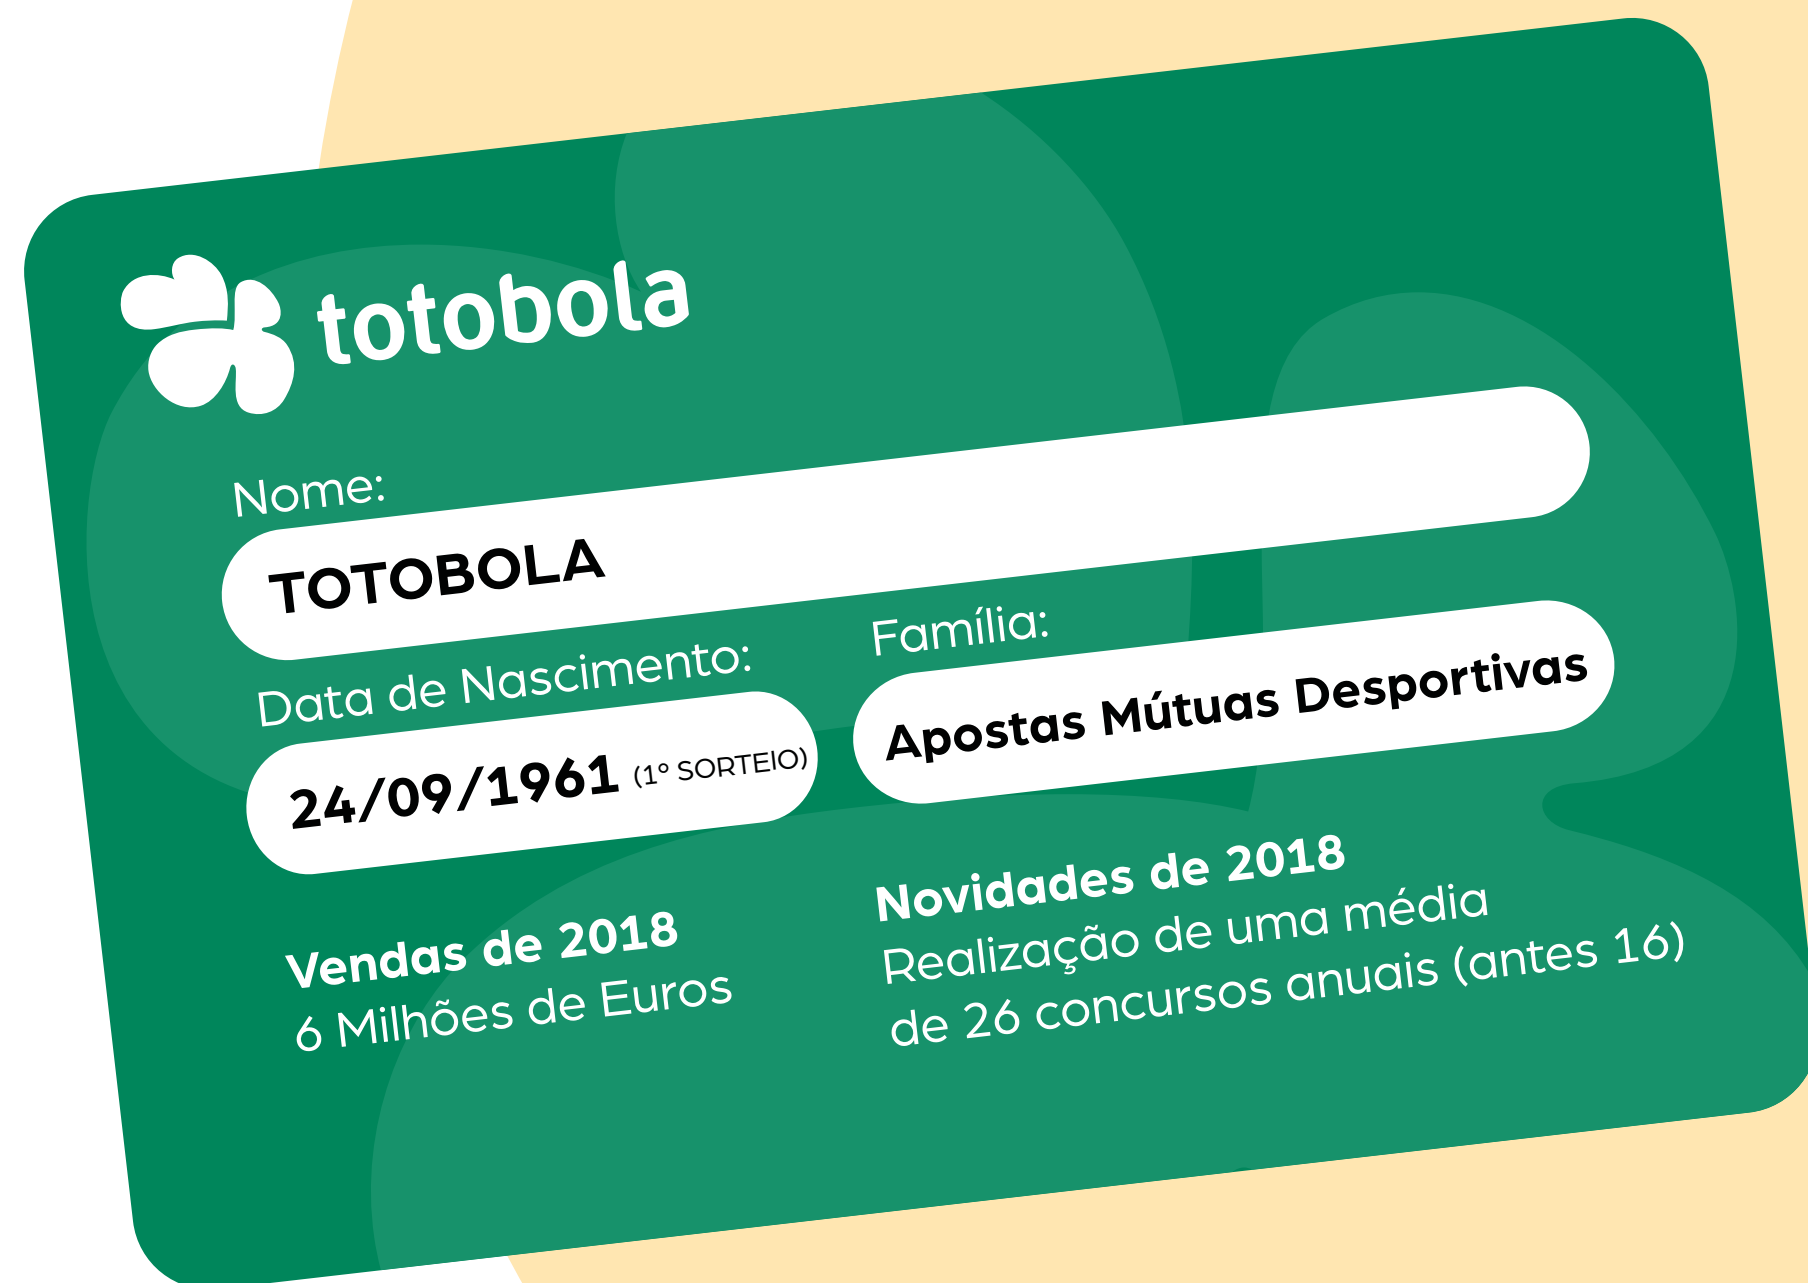 totobola
Nome:
TOTOBOLA
Data de Nascimento:
24/09/1961 (1º SORTEIO)
Família:
Apostas Mútuas Desportivas
Vendas de 2018
6 Milhões de Euros
Novidades de 2018
Realização de uma média
de 26 concursos anuais (antes 16)